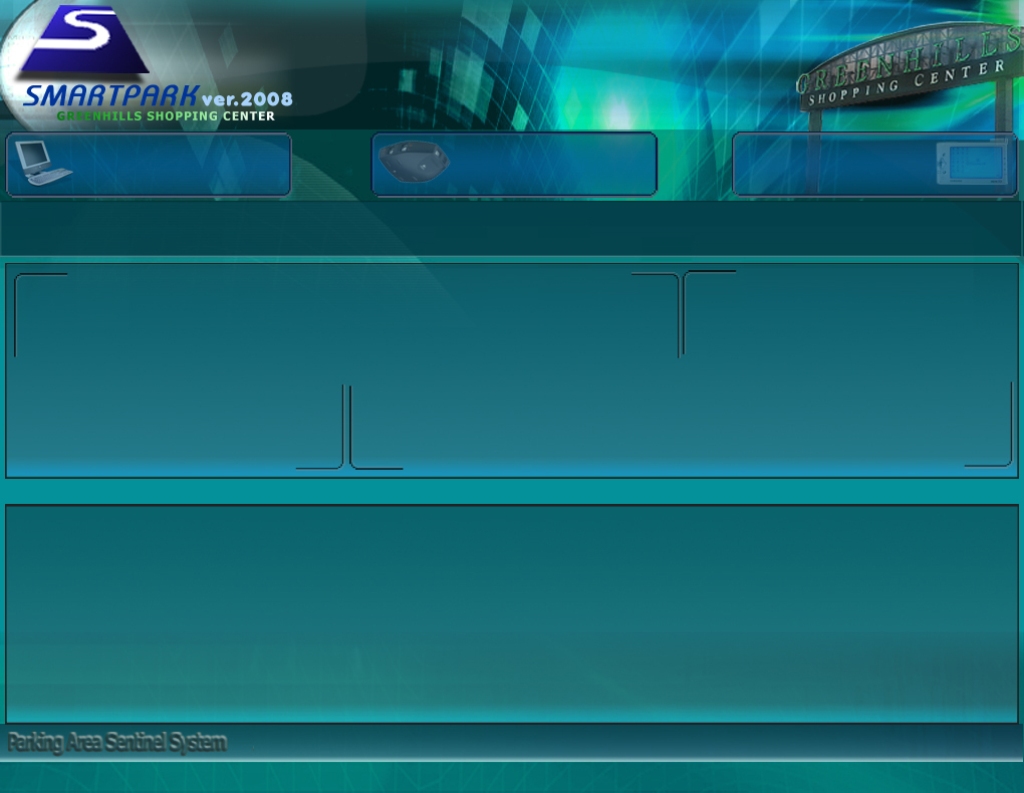 S
SMARTPARK ver.2008
GREENHILLS SHOPPING CENTER
GREENHILLS
SHOPPING CENTER
Parking Area Sentinel System